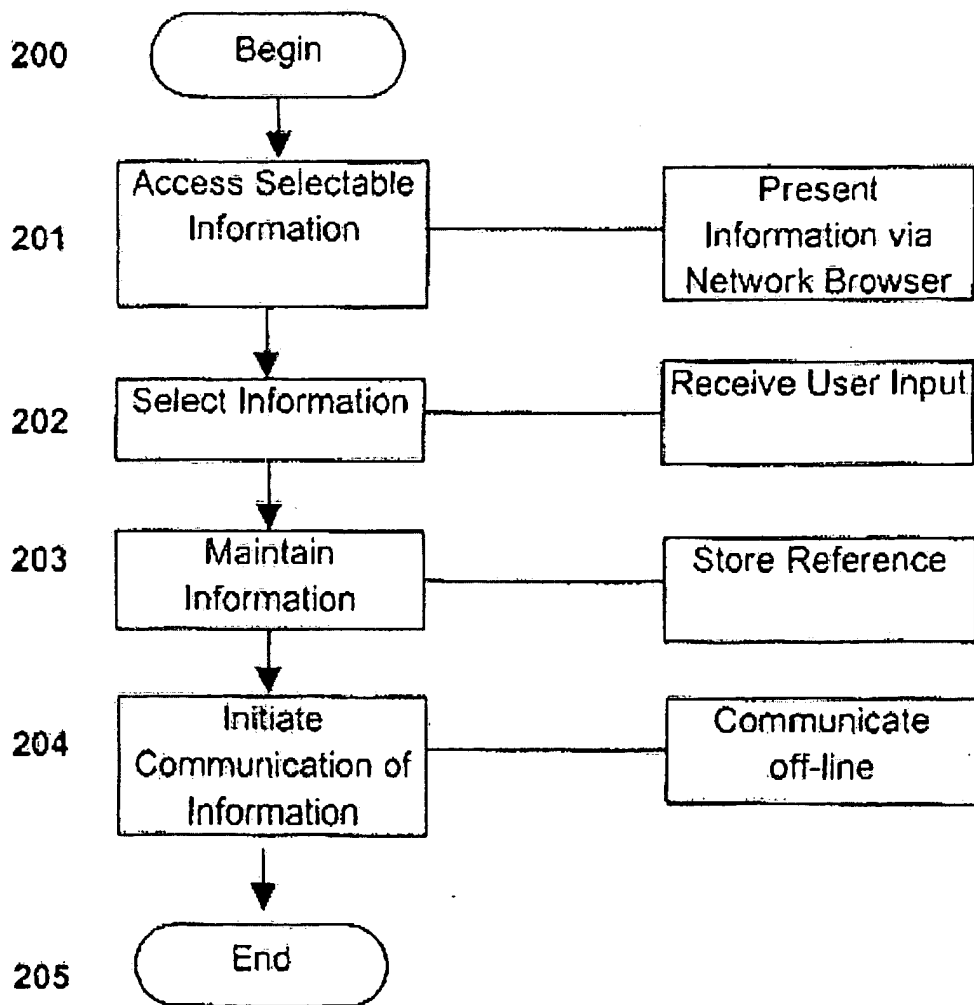 200
Begin
201
Access Selectable
Information
Present
Information via
Network Browser
202
Select Information
Receive User Input
203
Maintain
Information
Store Reference
204
Initiate
Communication of
Information
Communicate
off-line
205
End